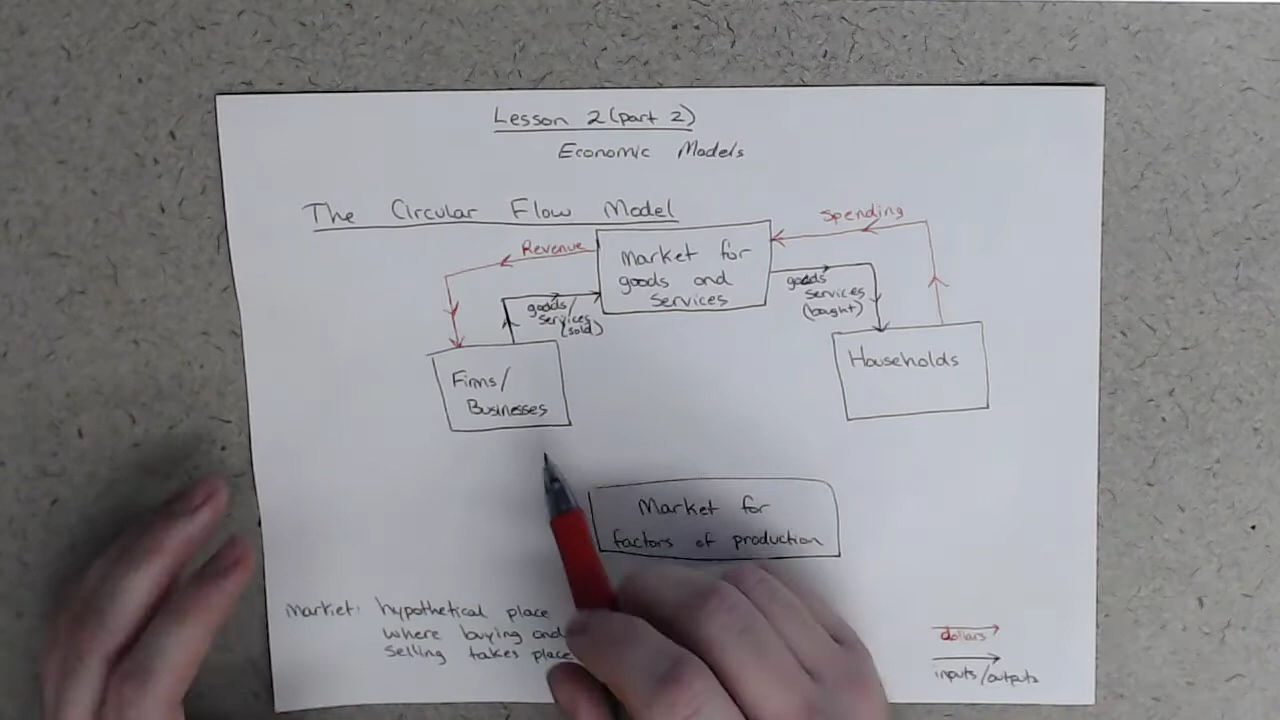 Lesson 2 (part 2)
Economic Models
The Circular Flow Model
Spending
Revenue
Market for
goods and
services
goods/
services
(sold)
goods
services
(bought)
Firms/
Businesses
Households
Market for
factors of production
Market: hypothetical place
where buying and
selling takes place
dollars
inputs/outputs